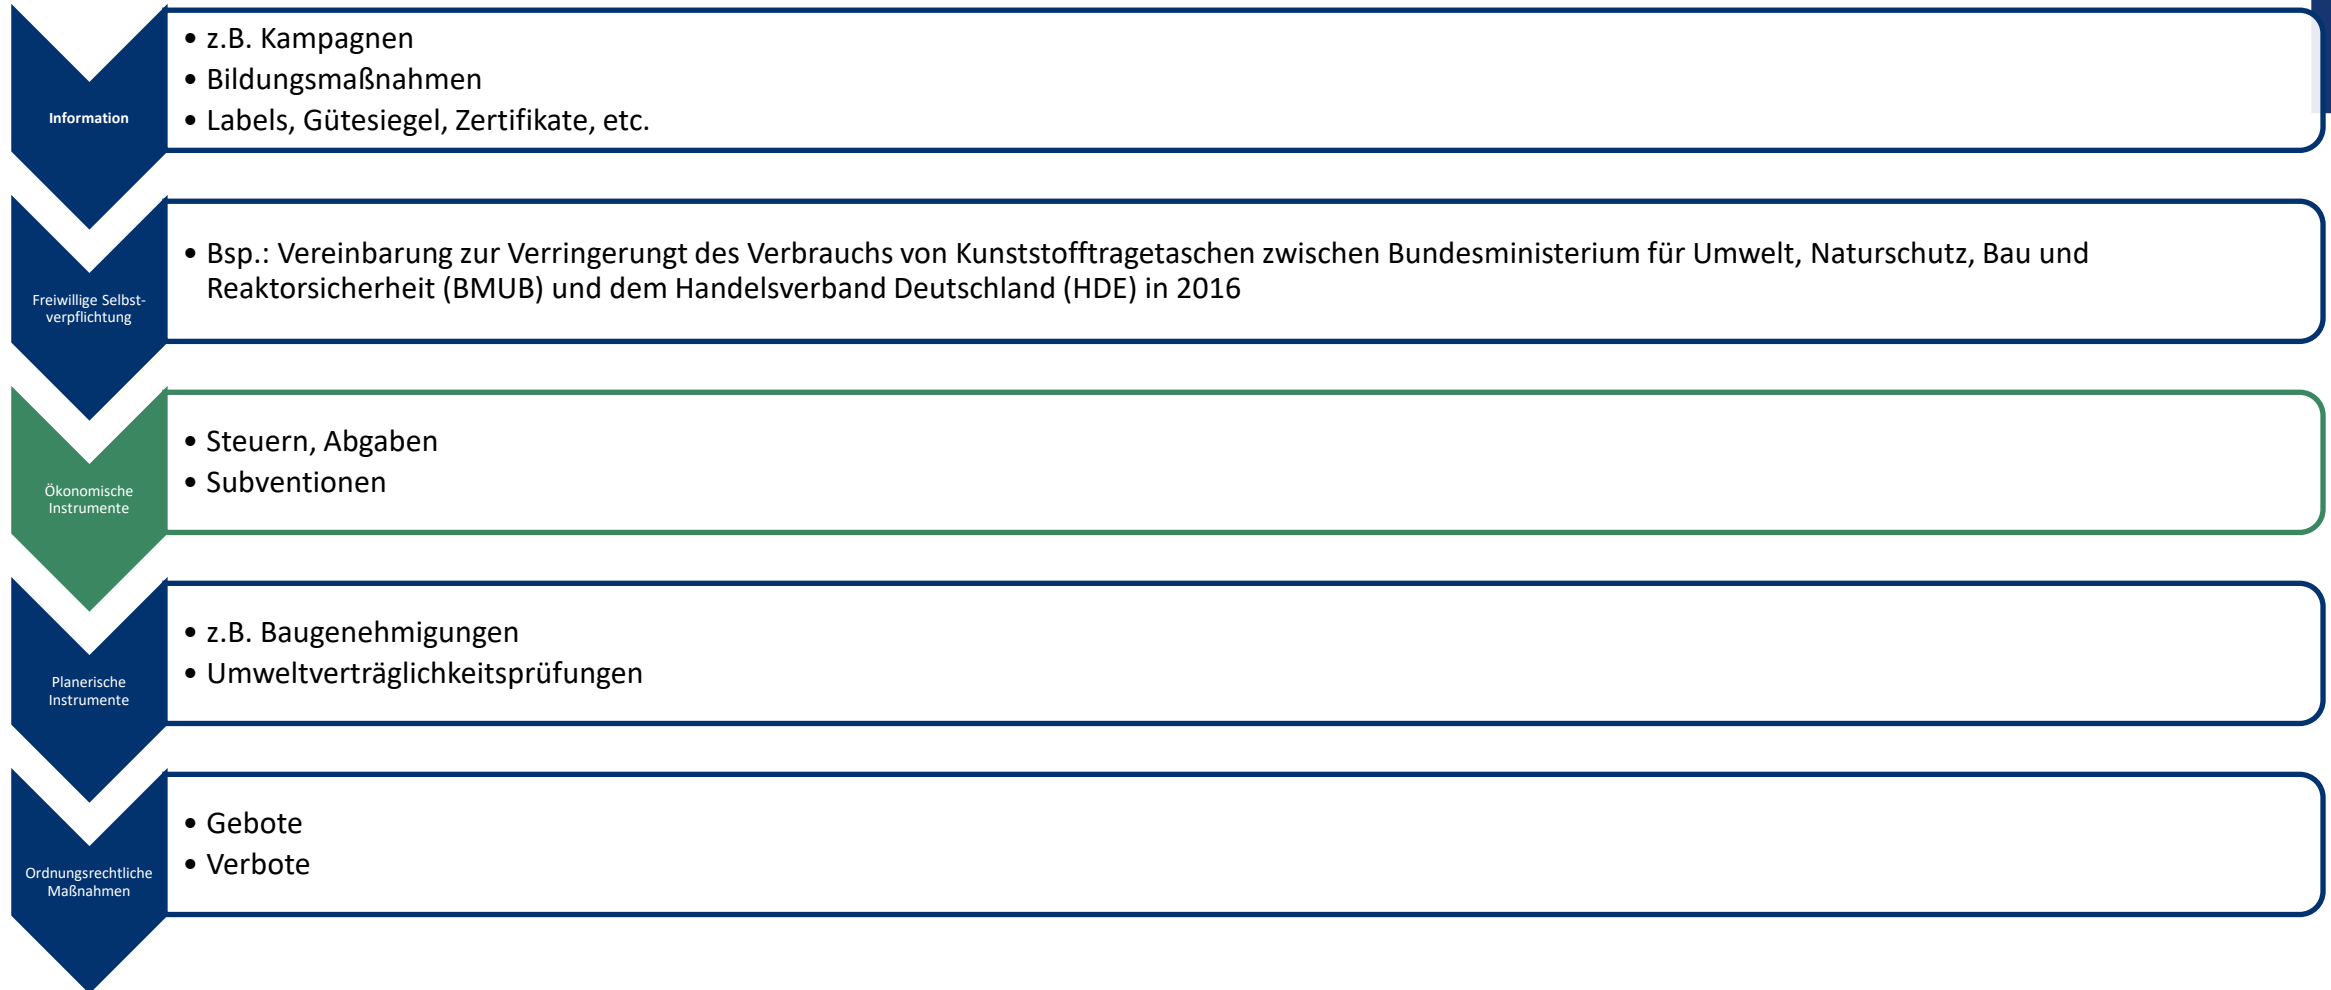 • z.B. Kampagnen
• Bildungsmaßnahmen
• Labels, Gütesiegel, Zertifikate, etc.
Information
• Bsp.: Vereinbarung zur Verringerungt des Verbrauchs von Kunststofftragetaschen zwischen Bundesministerium für Umwelt, Naturschutz, Bau und
Reaktorsicherheit (BMUB) und dem Handelsverband Deutschland (HDE) in 2016
Freiwillige Selbst-
verpflichtung
• Steuern, Abgaben
• Subventionen
Ökonomische
Instrumente
• z.B. Baugenehmigungen
• Umweltverträglichkeitsprüfungen
Planerische
Instrumente
• Gebote
• Verbote
Ordnungsrechtliche
Maßnahmen